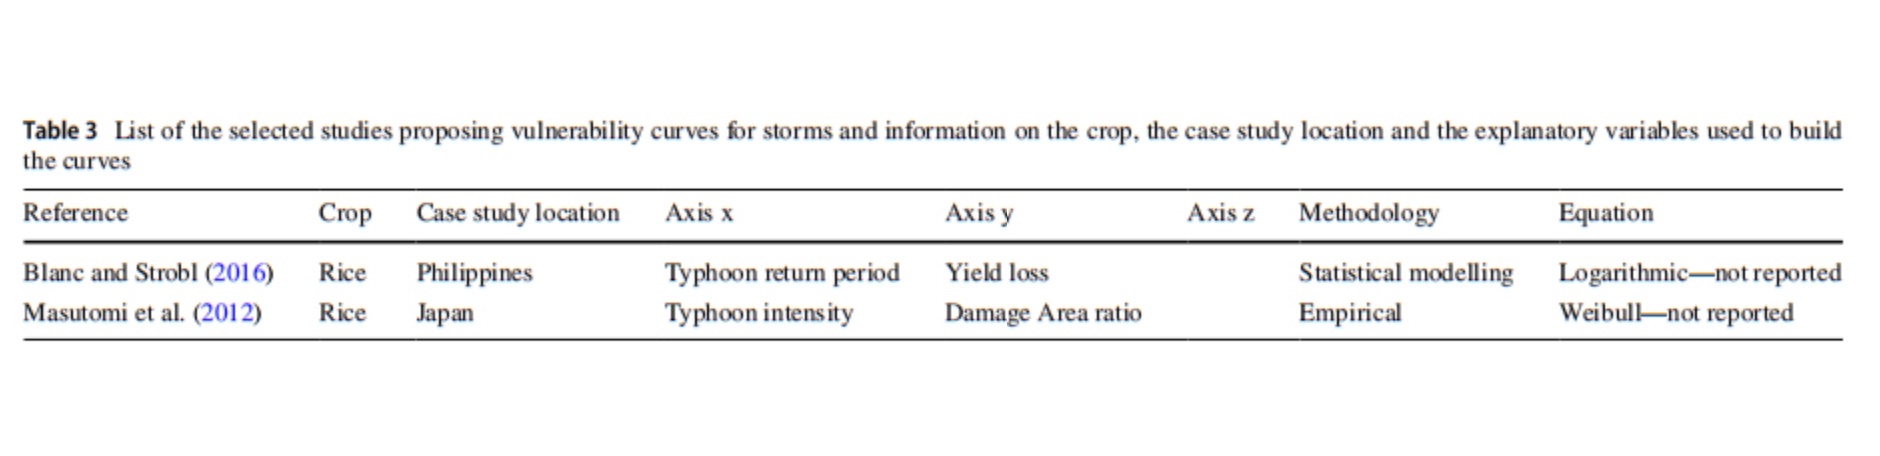 Table 3 List of the selected studies proposing vulnerability curves for storms and information on the crop, the case study location and the explanatory variables used to build
the curves
Reference Crop Case study location Axis x Axis y Axis z Methodology Equation
Blanc and Strobl (2016) Rice Philippines Typhoon return period Yield loss Statistical modelling Logarithmic—not reported
Masutomi et al. (2012) Rice Japan Typhoon intensity Damage Area ratio Empirical Weibull—not reported